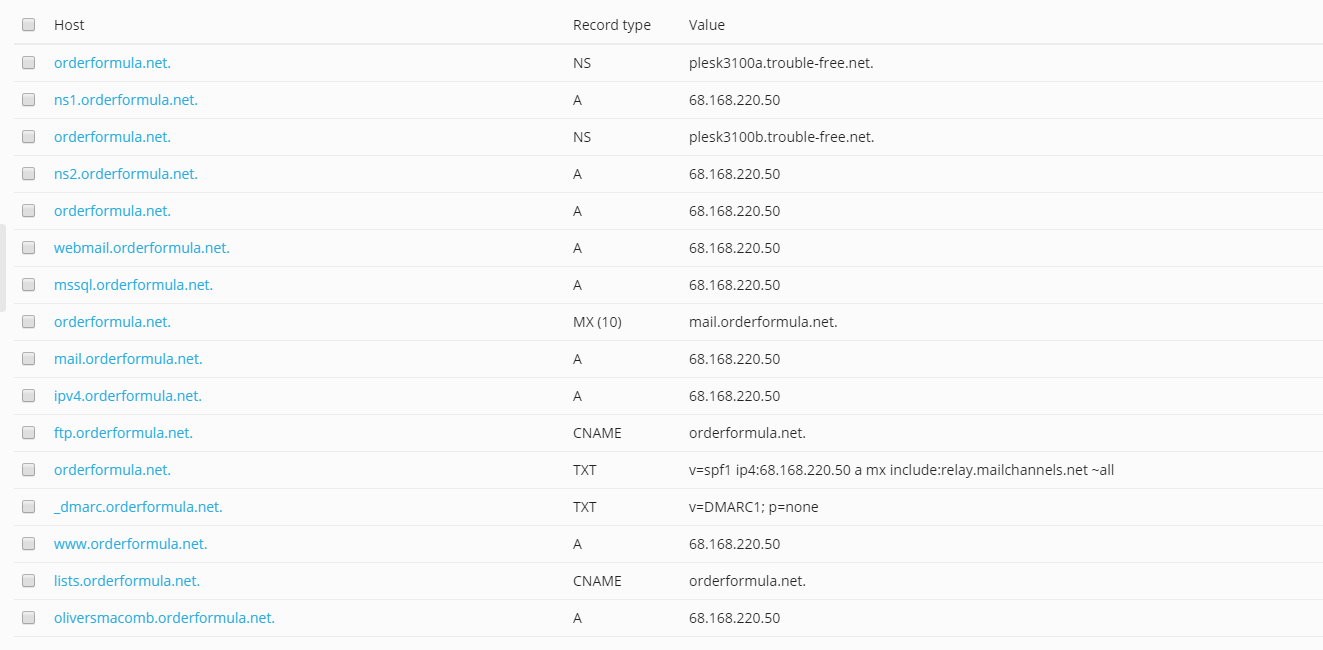 Host Record type Value
orderformula.net. NS plesk3100a.trouble-free.net.
ns1.orderformula.net. A 68.168.220.50
orderformula.net. NS plesk3100b.trouble-free.net.
ns2.orderformula.net. A 68.168.220.50
orderformula.net. A 68.168.220.50
webmail.orderformula.net. A 68.168.220.50
mssql.orderformula.net. A 68.168.220.50
orderformula.net. MX (10) mail.orderformula.net.
mail.orderformula.net. A 68.168.220.50
ipv4.orderformula.net. A 68.168.220.50
ftp.orderformula.net. CNAME orderformula.net.
orderformula.net. TXT v=spf1 ip4:68.168.220.50 a mx include:relay.mailchannels.net ~all
_dmarc.orderformula.net. TXT v=DMARC1; p=none
www.orderformula.net. A 68.168.220.50
lists.orderformula.net. CNAME orderformula.net.
oliversmacomb.orderformula.net. A 68.168.220.50